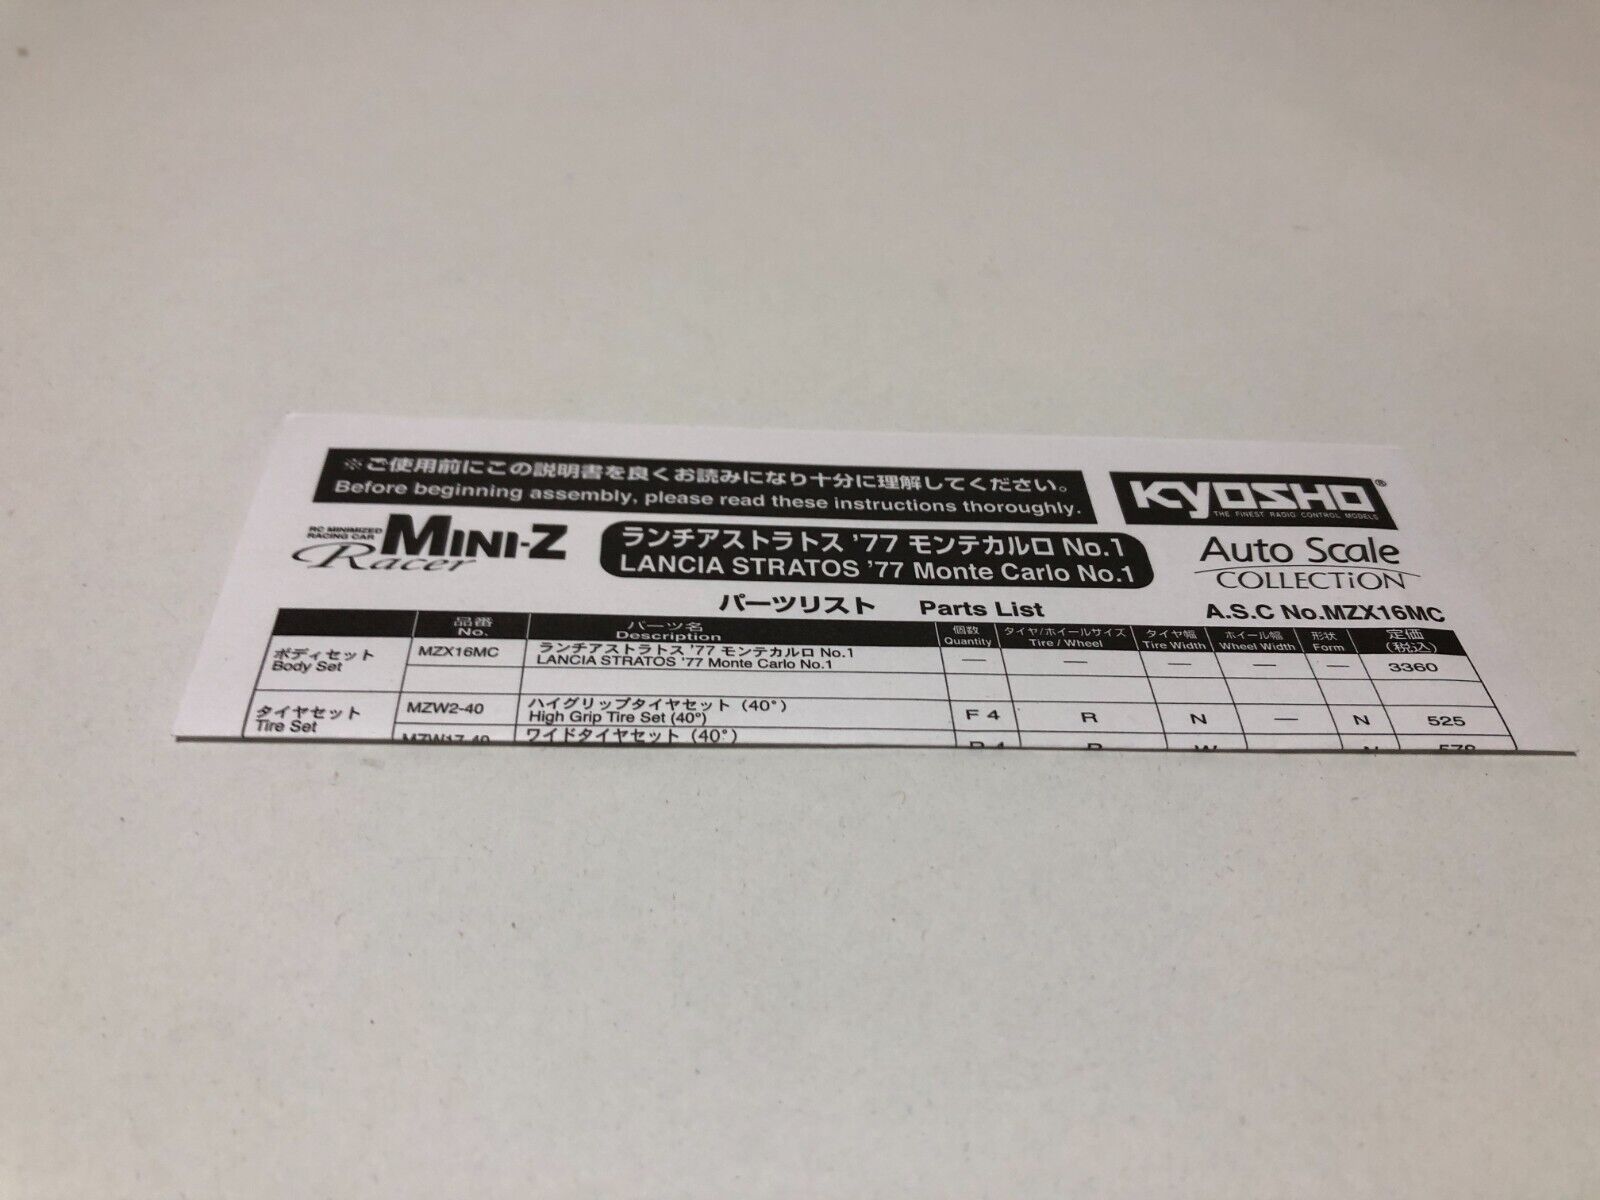 ※ご使用前にこの説明書を良くお読みになり十分に理解してください。
Before beginning assembly, please read these instructions thoroughly.
KYOSHO®
THE FINEST RADIO CONTROL MODELS
RC MINIMIZED
RACING CAR MINI-Z
Racer
ランチアストラトス '77 モンテカルロ No.1
LANCIA STRATOS '77 Monte Carlo No.1
Auto Scale
COLLECTiON
パーツリスト Parts List
A.S.C No.MZX16MC
品番 パーツ名 個数 タイヤ/ホイールサイズ タイヤ幅 ホイール幅 形状 定価
No. Description Quantity Tire / Wheel Tire Width Wheel Width Form (税込)
ボディセット MZX16MC ランチアストラトス '77 モンテカルロ No.1 — — — — — 3360
Body Set LANCIA STRATOS '77 Monte Carlo No.1
タイヤセット MZW2-40 ハイグリップタイヤセット (40°) F 4 R N — N 525
Tire Set High Grip Tire Set (40°)
MZW17-40 ワイドタイヤセット (40°)